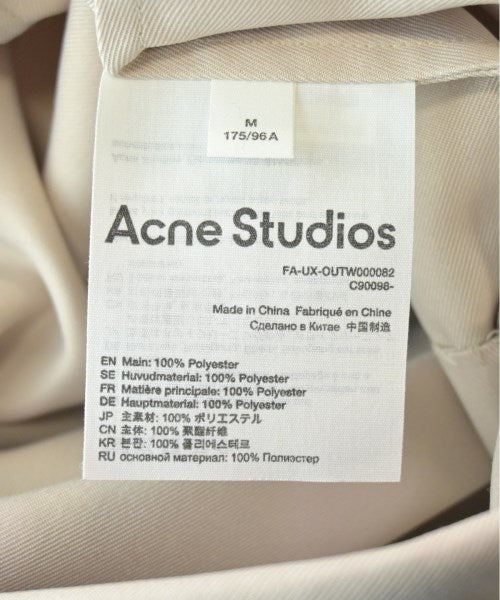 M
175/96 A
Acne Studios
FA-UX-OUTW000082
C90098-
Made in China Fabriqué en Chine
Сделано в Китае 中国制造
EN Main: 100% Polyester
SE Huvudmaterial: 100% Polyester
FR Matière principale: 100% Polyester
DE Hauptmaterial: 100% Polyester
JP 主素材: 100% ポリエステル
CN 主体: 100% 聚酯纤维
KR 본판: 100% 폴리에스테르
RU основной материал: 100% Полиэстер